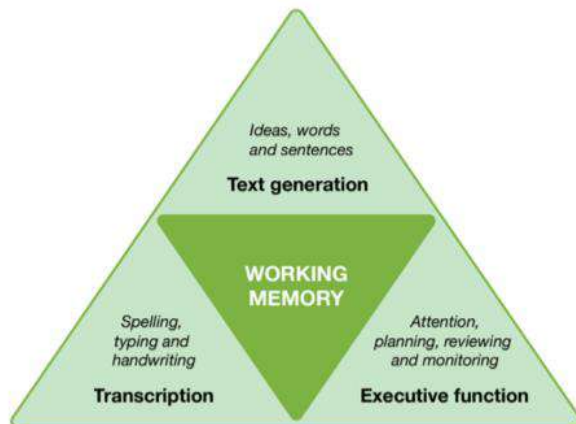 Ideas, words
and sentences
Text generation
WORKING
MEMORY
Spelling,
typing and
handwriting
Transcription
Attention,
planning, reviewing
and monitoring
Executive function